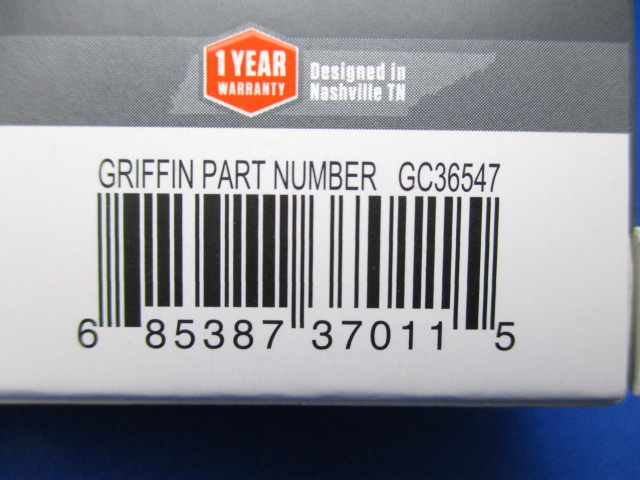 1 YEAR
WARRANTY
Designed in
Nashville TN
GRIFFIN PART NUMBER GC36547
6 85387 37011 5